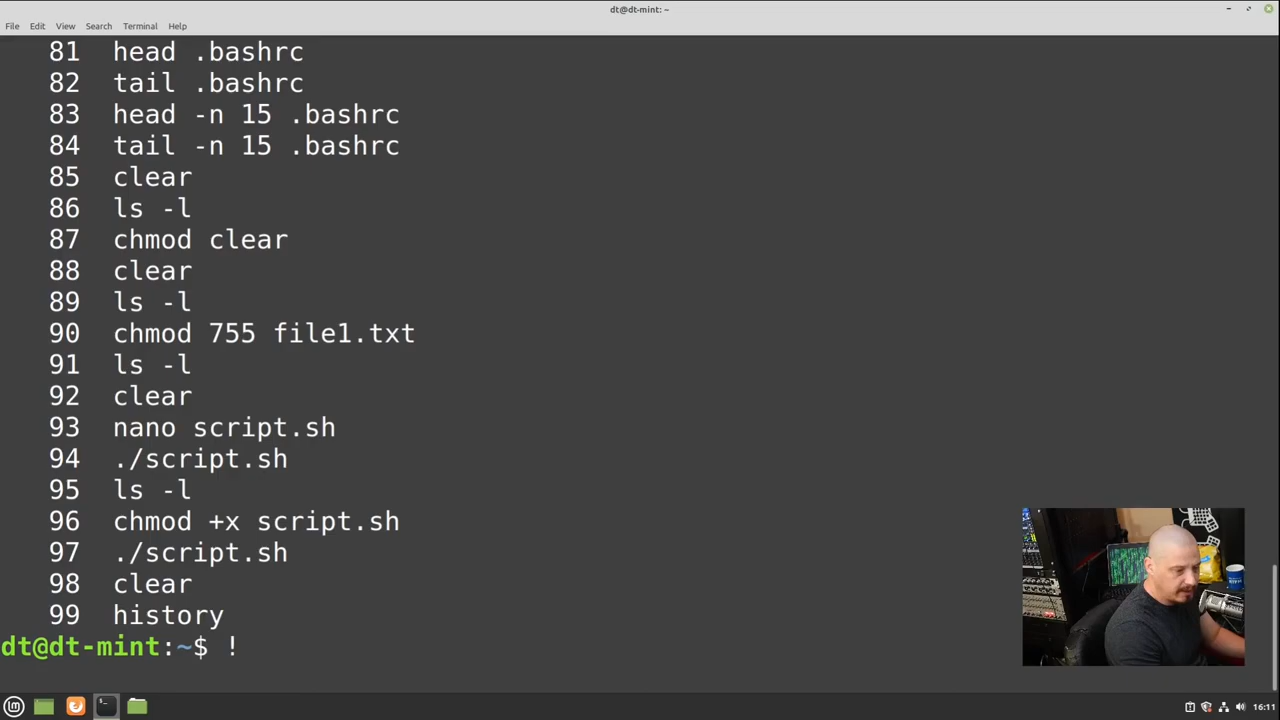 dt@dt-mint: ~
File Edit View Search Terminal Help
81 head .bashrc
82 tail .bashrc
83 head -n 15 .bashrc
84 tail -n 15 .bashrc
85 clear
86 ls -l
87 chmod clear
88 clear
89 ls -l
90 chmod 755 file1.txt
91 ls -l
92 clear
93 nano script.sh
94 ./script.sh
95 ls -l
96 chmod +x script.sh
97 ./script.sh
98 clear
99 history
dt@dt-mint:~$ !
16:11